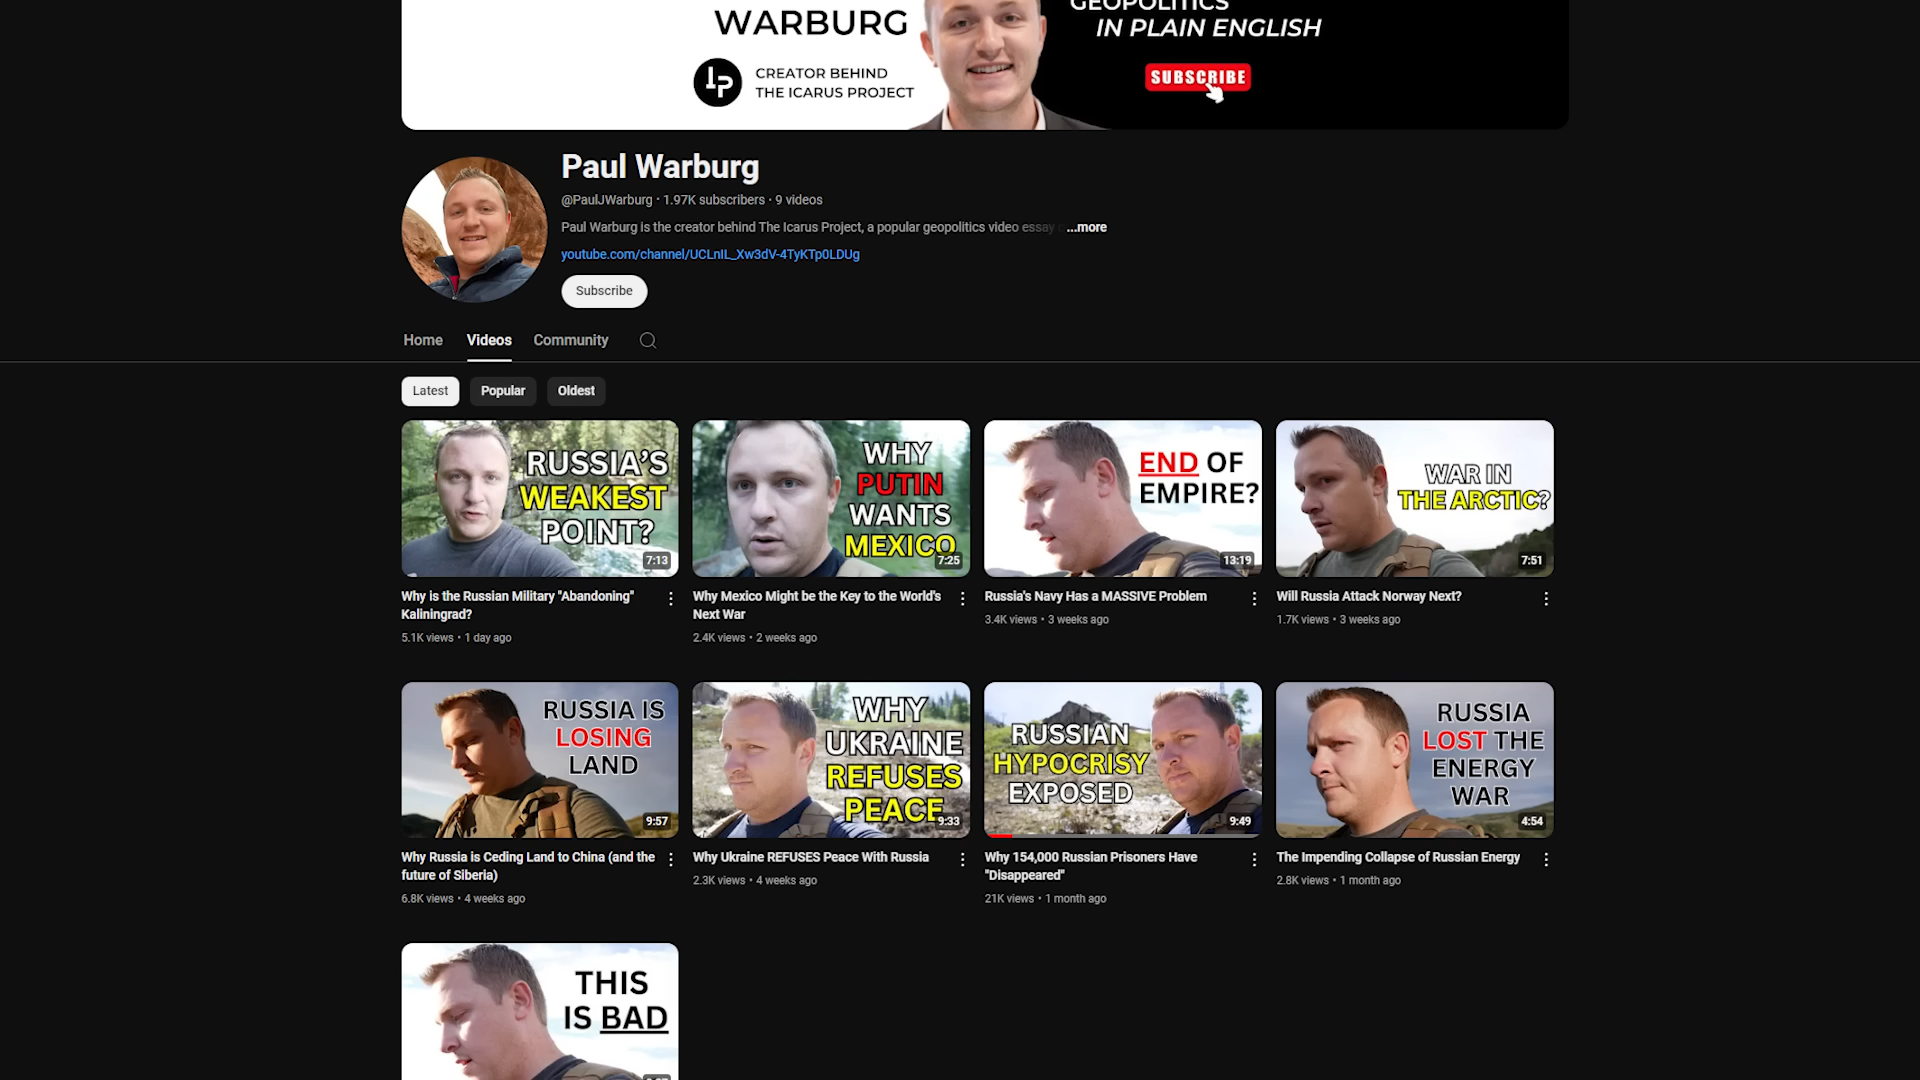 WARBURG
GEOPOLITICS
IN PLAIN ENGLISH
CREATOR BEHIND
THE ICARUS PROJECT
SUBSCRIBE
Paul Warburg
@PaulJWarburg · 1.97K subscribers · 9 videos
Paul Warburg is the creator behind The Icarus Project, a popular geopolitics video essay ...more
youtube.com/channel/UCLnIL_Xw3dV-4TyKTp0LDUg
Subscribe
Home Videos Community
Latest Popular Oldest
RUSSIA'S
WEAKEST
POINT?
7:13
WHY
PUTIN
WANTS
MEXICO
7:25
END OF
EMPIRE?
13:19
WAR IN
THE ARCTIC?
7:51
Why is the Russian Military "Abandoning"
Kaliningrad?
5.1K views · 1 day ago
Why Mexico Might be the Key to the World's
Next War
2.4K views · 2 weeks ago
Russia's Navy Has a MASSIVE Problem
3.4K views · 3 weeks ago
Will Russia Attack Norway Next?
1.7K views · 3 weeks ago
RUSSIA IS
LOSING
LAND
9:57
WHY
UKRAINE
REFUSES
PEACE
9:33
RUSSIAN
HYPOCRISY
EXPOSED
9:49
RUSSIA
LOST THE
ENERGY
WAR
4:54
Why Russia is Ceding Land to China (and the
future of Siberia)
6.8K views · 4 weeks ago
Why Ukraine REFUSES Peace With Russia
2.3K views · 4 weeks ago
Why 154,000 Russian Prisoners Have
"Disappeared"
21K views · 1 month ago
The Impending Collapse of Russian Energy
2.8K views · 1 month ago
THIS
IS BAD